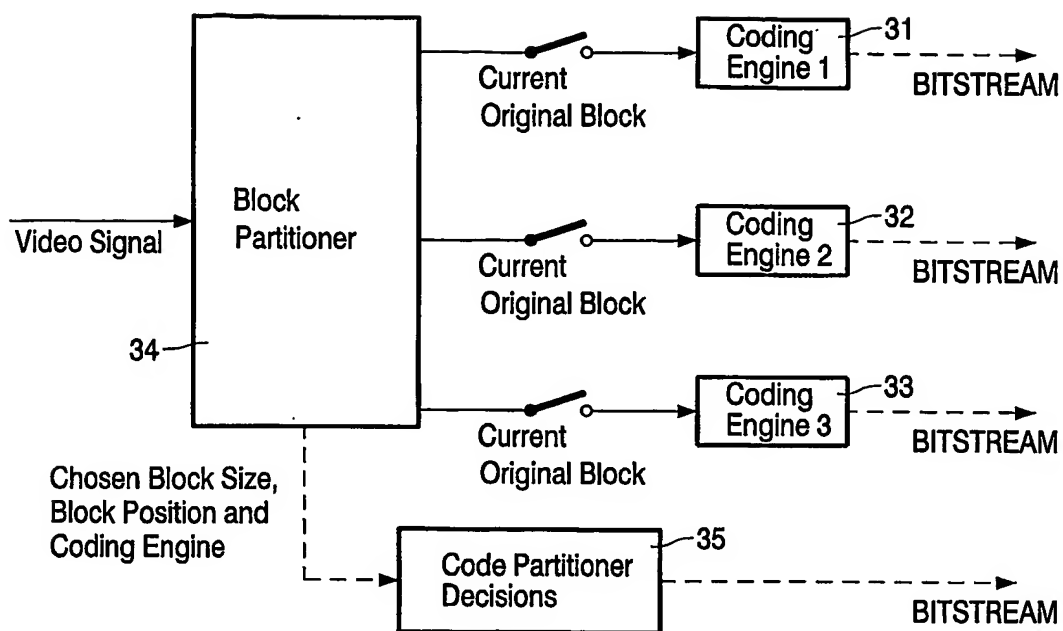 Video Signal
Block
Partitioner
34
Current
Original Block
Coding
Engine 1
31
BITSTREAM
Current
Original Block
Coding
Engine 2
32
BITSTREAM
Current
Original Block
Coding
Engine 3
33
BITSTREAM
Chosen Block Size,
Block Position and
Coding Engine
Code Partitioner
Decisions
35
BITSTREAM